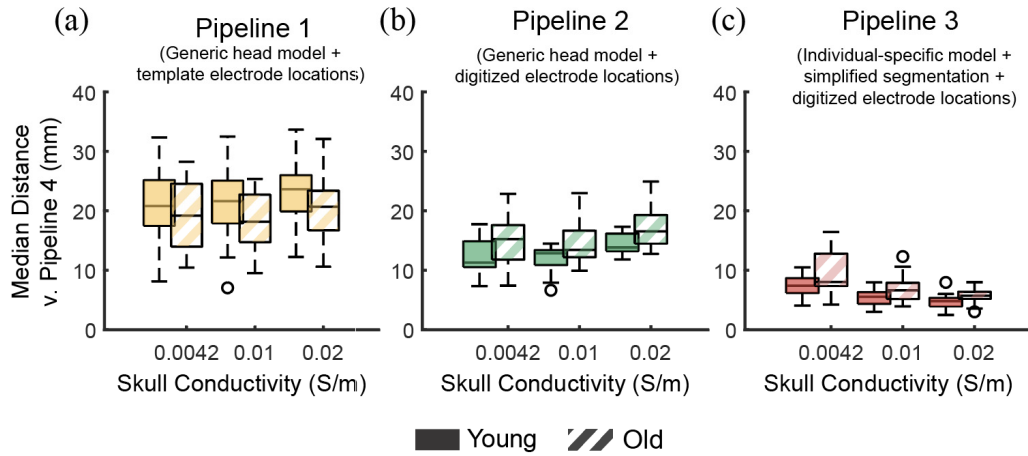 (a)
Pipeline 1
(Generic head model +
template electrode locations)
Median Distance
v. Pipeline 4 (mm)
40
30
20
10
0
0.0042
0.01
0.02
Skull Conductivity (S/m)
(b)
Pipeline 2
(Generic head model +
digitized electrode locations)
40
30
20
10
0
0.0042
0.01
0.02
Skull Conductivity (S/m)
(c)
Pipeline 3
(Individual-specific model +
simplified segmentation +
digitized electrode locations)
40
30
20
10
0
0.0042
0.01
0.02
Skull Conductivity (S/m)
Young
Old